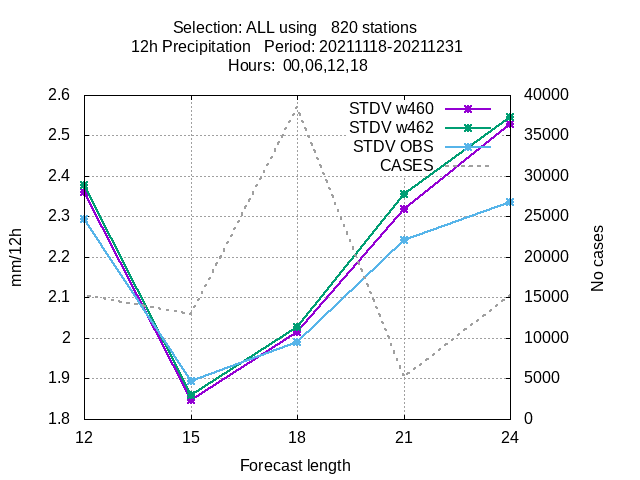 Selection: ALL using   820 stations
12h Precipitation   Period: 20211118-20211231
Hours:  00,06,12,18
2.6
2.5
2.4
2.3
2.2
2.1
2
1.9
1.8
mm/12h
STDV w460
STDV w462
STDV OBS
CASES
40000
35000
30000
25000
20000
15000
10000
5000
0
No cases
12 15 18 21 24
Forecast length